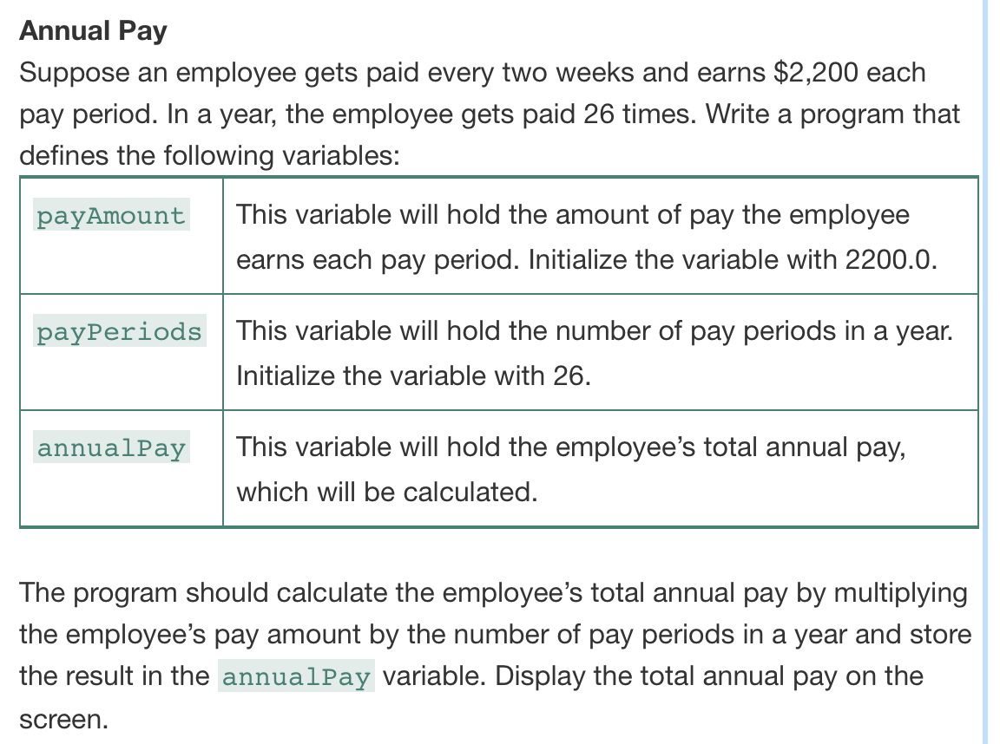 Annual Pay
Suppose an employee gets paid every two weeks and earns $2,200 each
pay period. In a year, the employee gets paid 26 times. Write a program that
defines the following variables:
payAmount
This variable will hold the amount of pay the employee
earns each pay period. Initialize the variable with 2200.0.
payPeriods
This variable will hold the number of pay periods in a year.
Initialize the variable with 26.
annualPay
This variable will hold the employee’s total annual pay,
which will be calculated.
The program should calculate the employee’s total annual pay by multiplying
the employee’s pay amount by the number of pay periods in a year and store
the result in the annualPay variable. Display the total annual pay on the
screen.